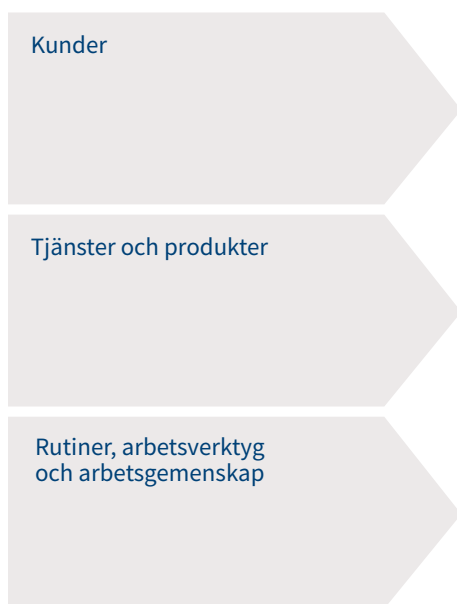 Kunder
Tjänster och produkter
Rutiner, arbetsverktyg
och arbetsgemenskap